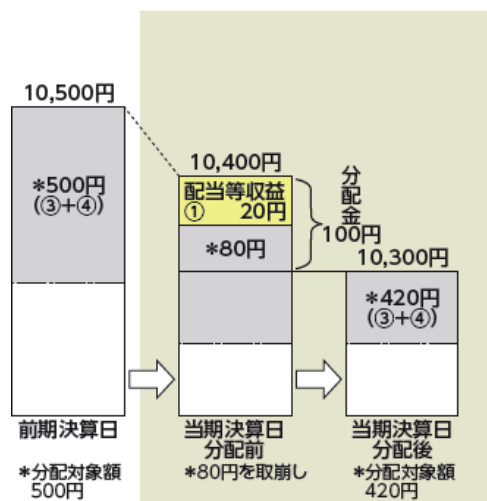 10,500円
*500円
(③+④)
10,400円
配当等収益
① 20円
*80円
分配金
100円
10,300円
*420円
(③+④)
前期決算日
*分配対象額
500円
当期決算日
分配前
*80円を取崩し
当期決算日
分配後
*分配対象額
420円